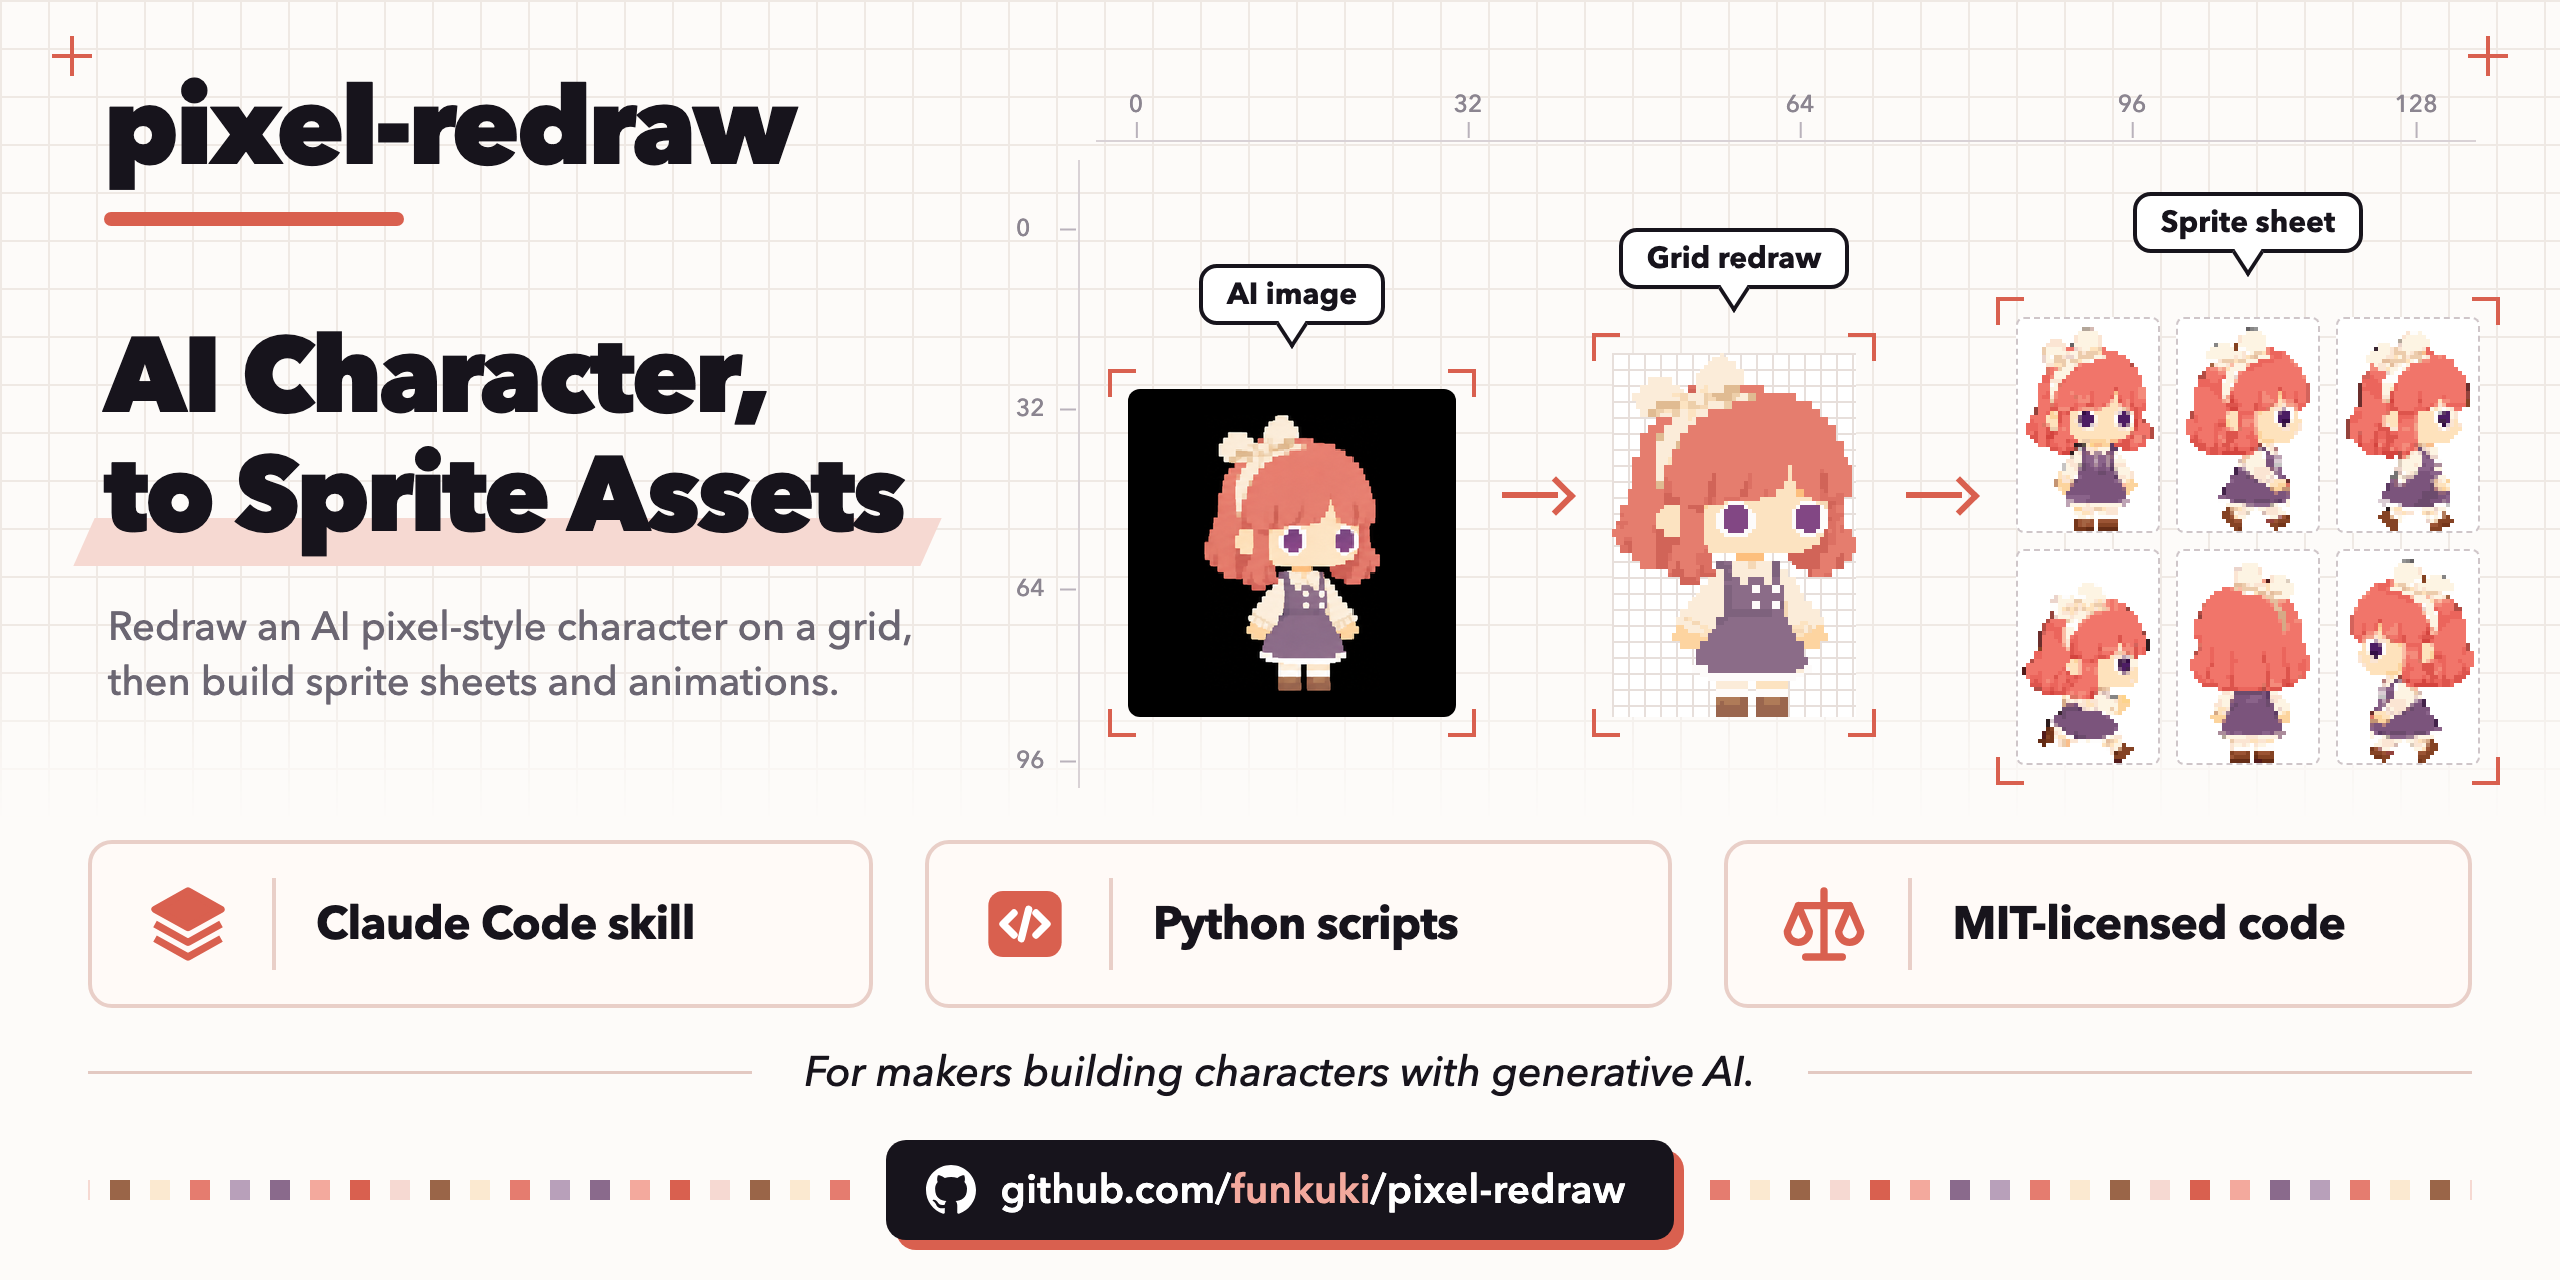 pixel-redraw
AI Character,
to Sprite Assets
Redraw an AI pixel-style character on a grid,
then build sprite sheets and animations.
0 32 64 96 128
0
32
64
96
AI image
Grid redraw
Sprite sheet
Claude Code skill
Python scripts
MIT-licensed code
For makers building characters with generative AI.
github.com/funkuki/pixel-redraw